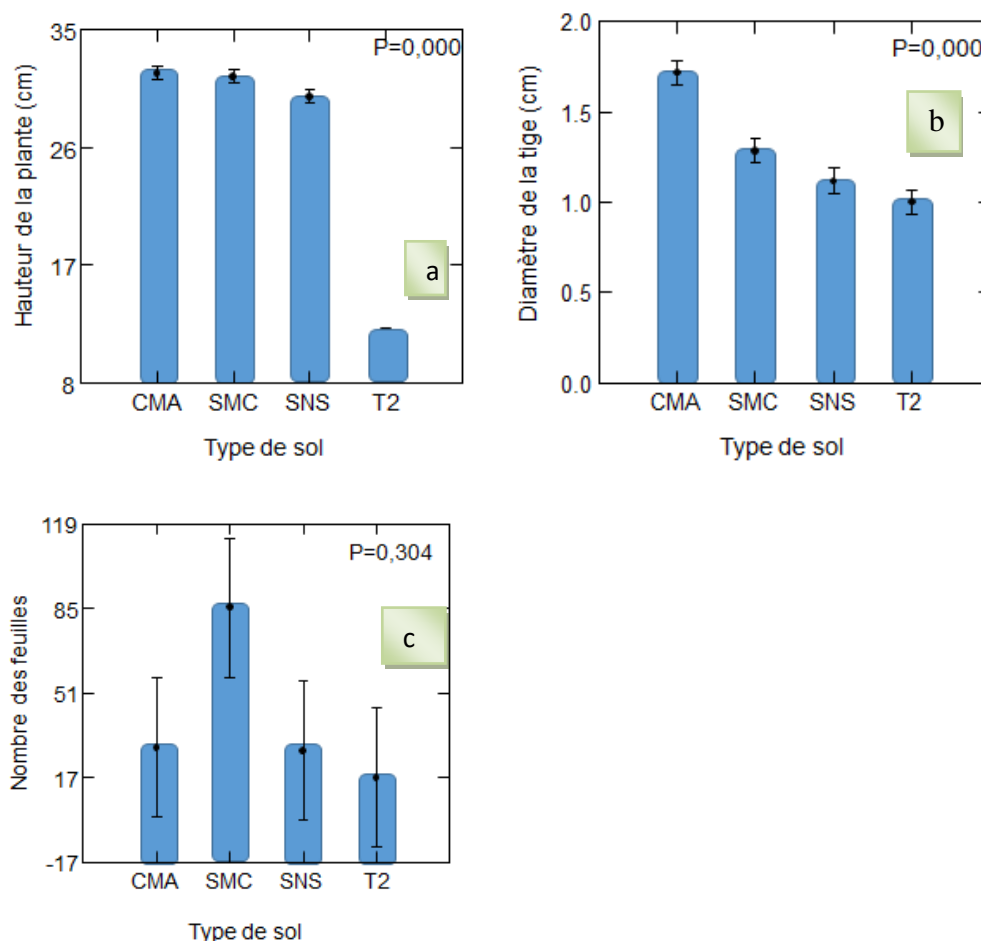 35
26
17
8
Hauteur de la plante (cm)
P=0,000
a
CMA SMC SNS T2
Type de sol
2.0
1.5
1.0
0.5
0.0
Diamètre de la tige (cm)
P=0,000
b
CMA SMC SNS T2
Type de sol
119
85
51
17
-17
Nombre des feuilles
P=0,304
c
CMA SMC SNS T2
Type de sol